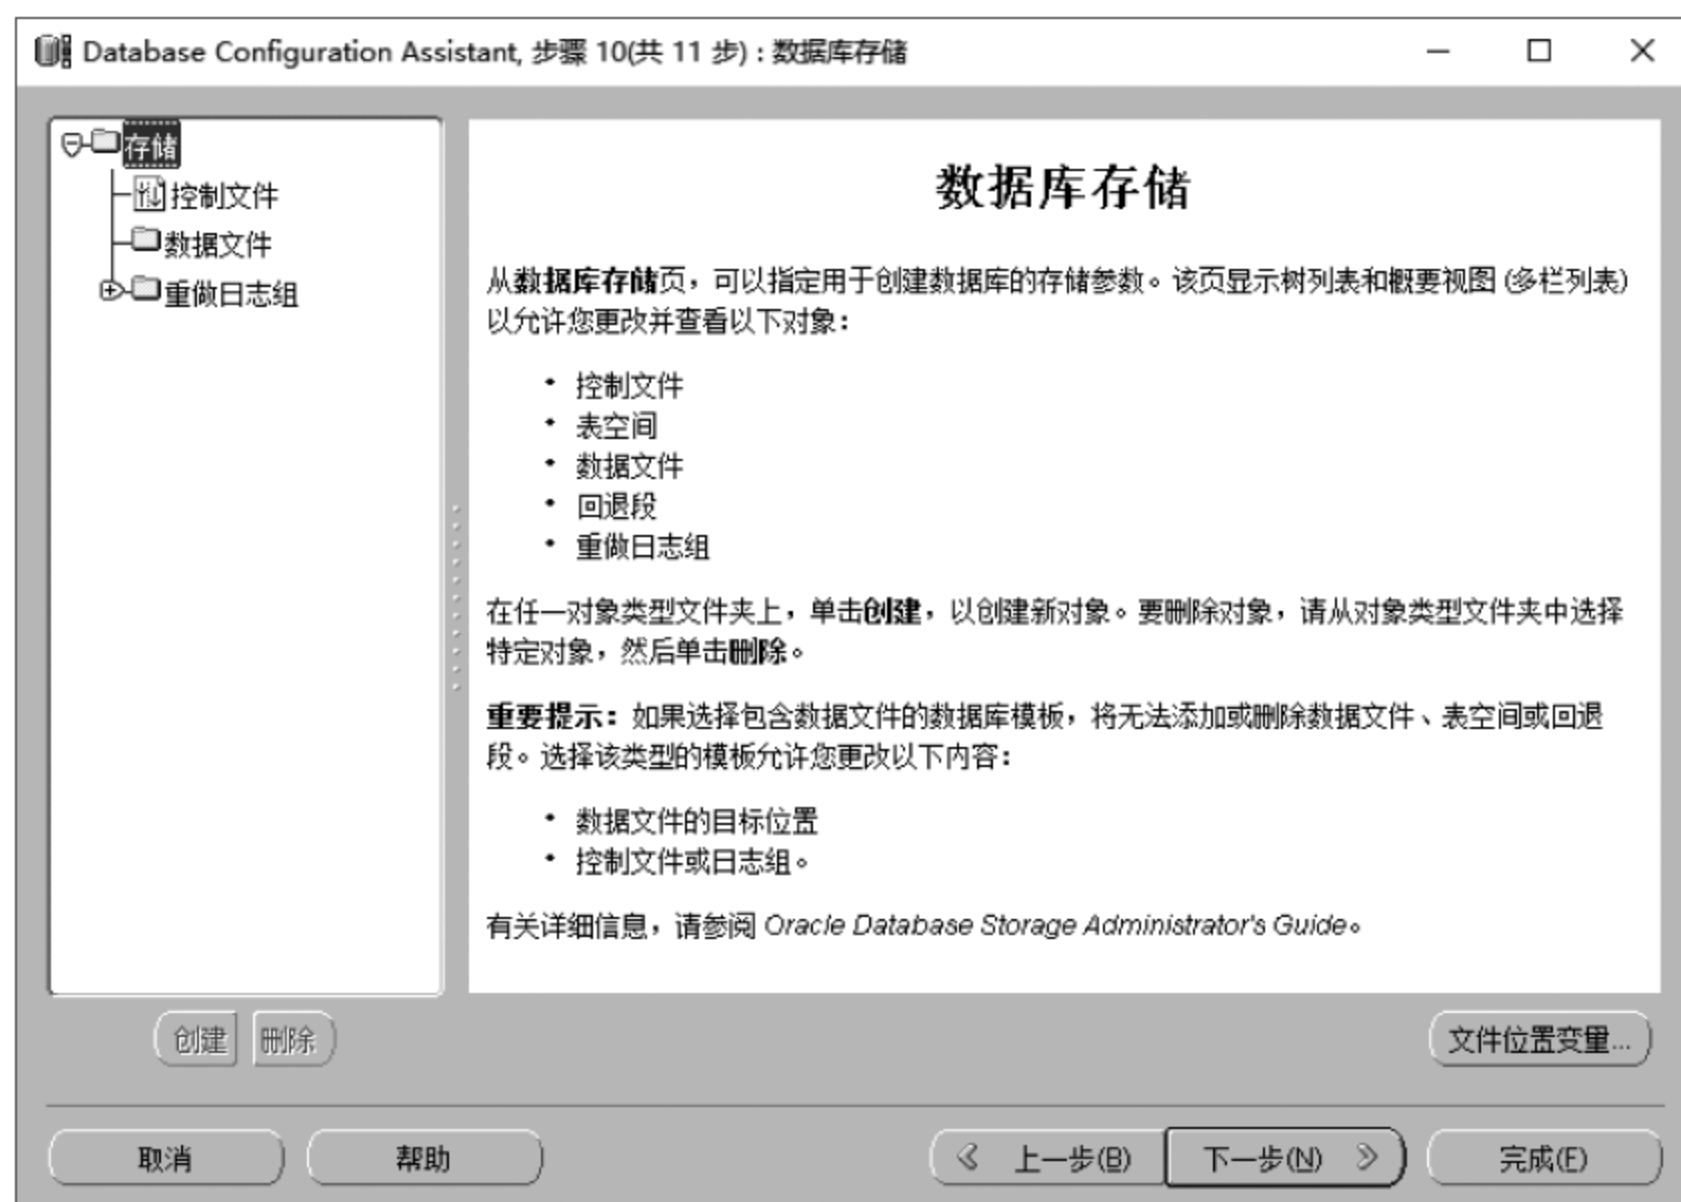 Database Configuration Assistant, 步骤 10(共 11 步) : 数据库存储
存储
控制文件
数据文件
重做日志组
数据库存储
从数据库存储页，可以指定用于创建数据库的存储参数。该页显示树列表和概要视图 (多栏列表)
以允许您更改并查看以下对象：
• 控制文件
• 表空间
• 数据文件
• 回退段
• 重做日志组
在任一对象类型文件夹上，单击创建，以创建新对象。要删除对象，请从对象类型文件夹中选择
特定对象，然后单击删除。
重要提示：如果选择包含数据文件的数据库模板，将无法添加或删除数据文件、表空间或回退
段。选择该类型的模板允许您更改以下内容：
• 数据文件的目标位置
• 控制文件或日志组。
有关详细信息，请参阅 Oracle Database Storage Administrator's Guide。
创建 删除
文件位置变量...
取消 帮助 上一步(B) 下一步(N) 完成(F)